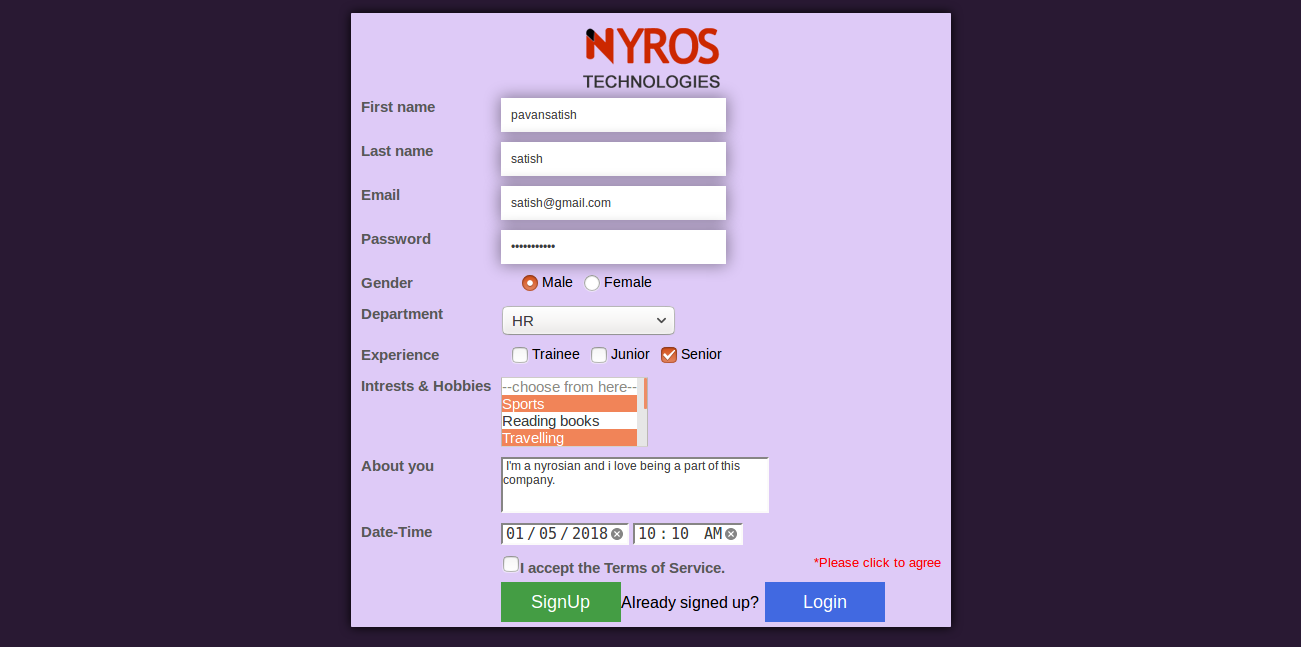 NYROS
TECHNOLOGIES
First name
pavansatish
Last name
satish
Email
satish@gmail.com
Password
•••••••••••
Gender
Male Female
Department
HR
Experience
Trainee Junior Senior
Intrests & Hobbies
--choose from here--
Sports
Reading books
Travelling
About you
I'm a nyrosian and i love being a part of this
company.
Date-Time
01/05/2018 10:10 AM
I accept the Terms of Service.
*Please click to agree
SignUp Already signed up? Login